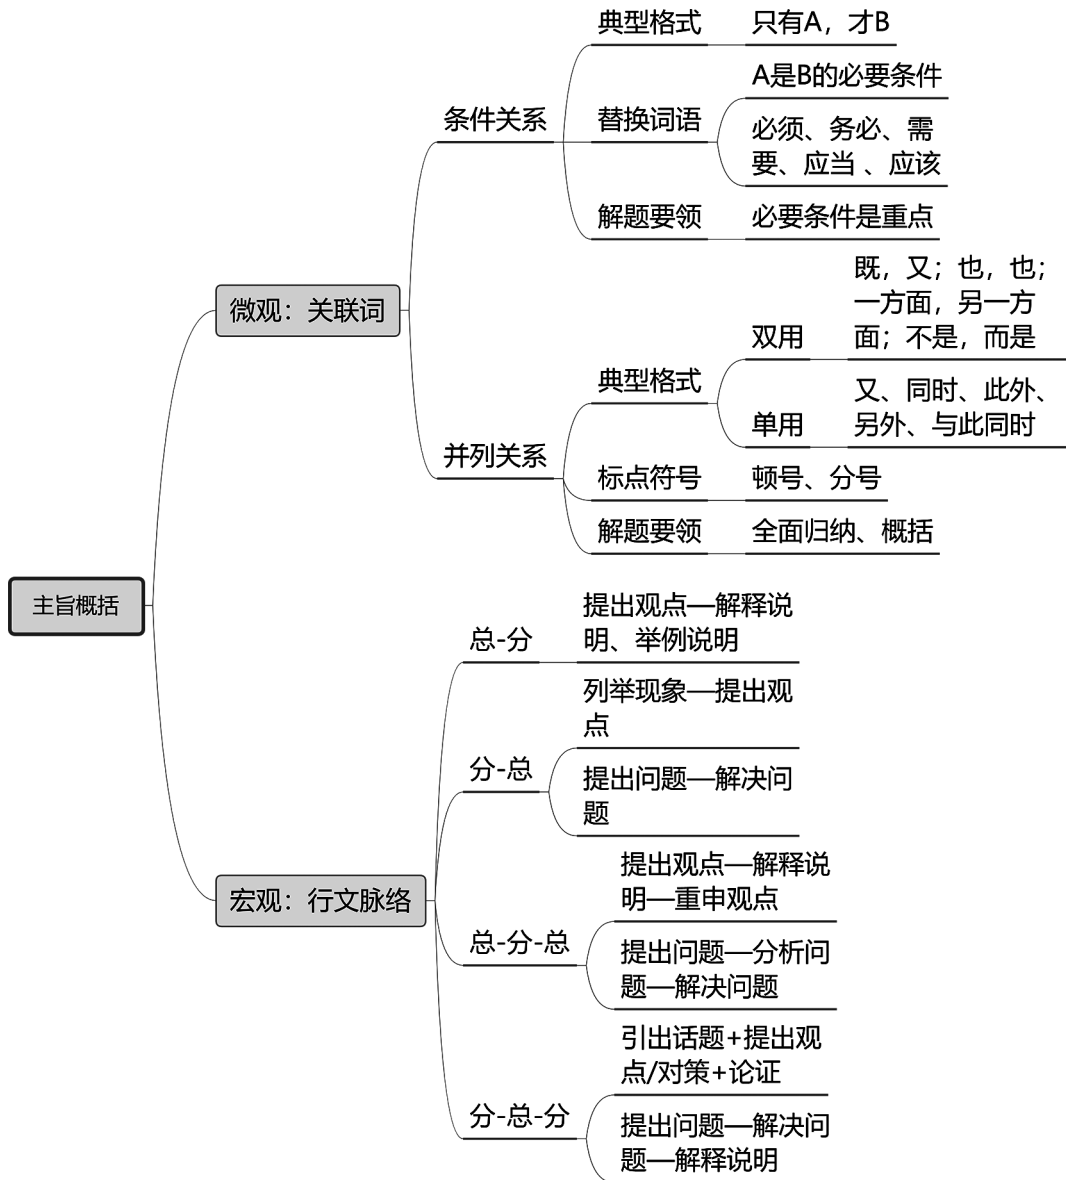 主旨概括
微观：关联词
条件关系
典型格式
只有A，才B
替换词语
A是B的必要条件
必须、务必、需
要、应当 、应该
解题要领
必要条件是重点
并列关系
典型格式
双用
既，又；也，也；
一方面，另一方
面；不是，而是
单用
又、同时、此外、
另外、与此同时
标点符号
顿号、分号
解题要领
全面归纳、概括
宏观：行文脉络
总-分
提出观点—解释说
明、举例说明
分-总
列举现象—提出观
点
提出问题—解决问
题
总-分-总
提出观点—解释说
明—重申观点
提出问题—分析问
题—解决问题
分-总-分
引出话题+提出观
点/对策+论证
提出问题—解决问
题—解释说明